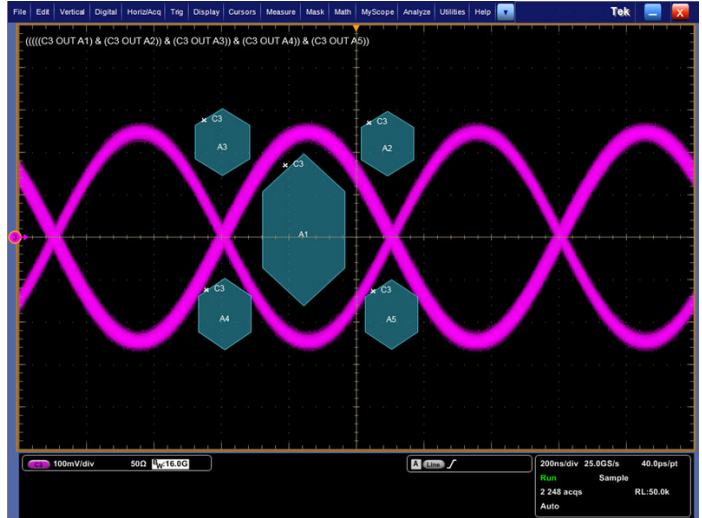 File Edit Vertical Digital Horiz/Acq Trig Display Cursors Measure Mask Math MyScope Analyze Utilities Help Tek X
(((((C3 OUT A1) & (C3 OUT A2)) & (C3 OUT A3)) & (C3 OUT A4)) & (C3 OUT A5))
C3 C3
A3 A2
C3
A1
C3 C3
A4 A5
C3 100mV/div 50Ω BW:16.0G A Line 200ns/div 25.0GS/s 40.0ps/pt
Run Sample
2 248 acqs RL:50.0k
Auto